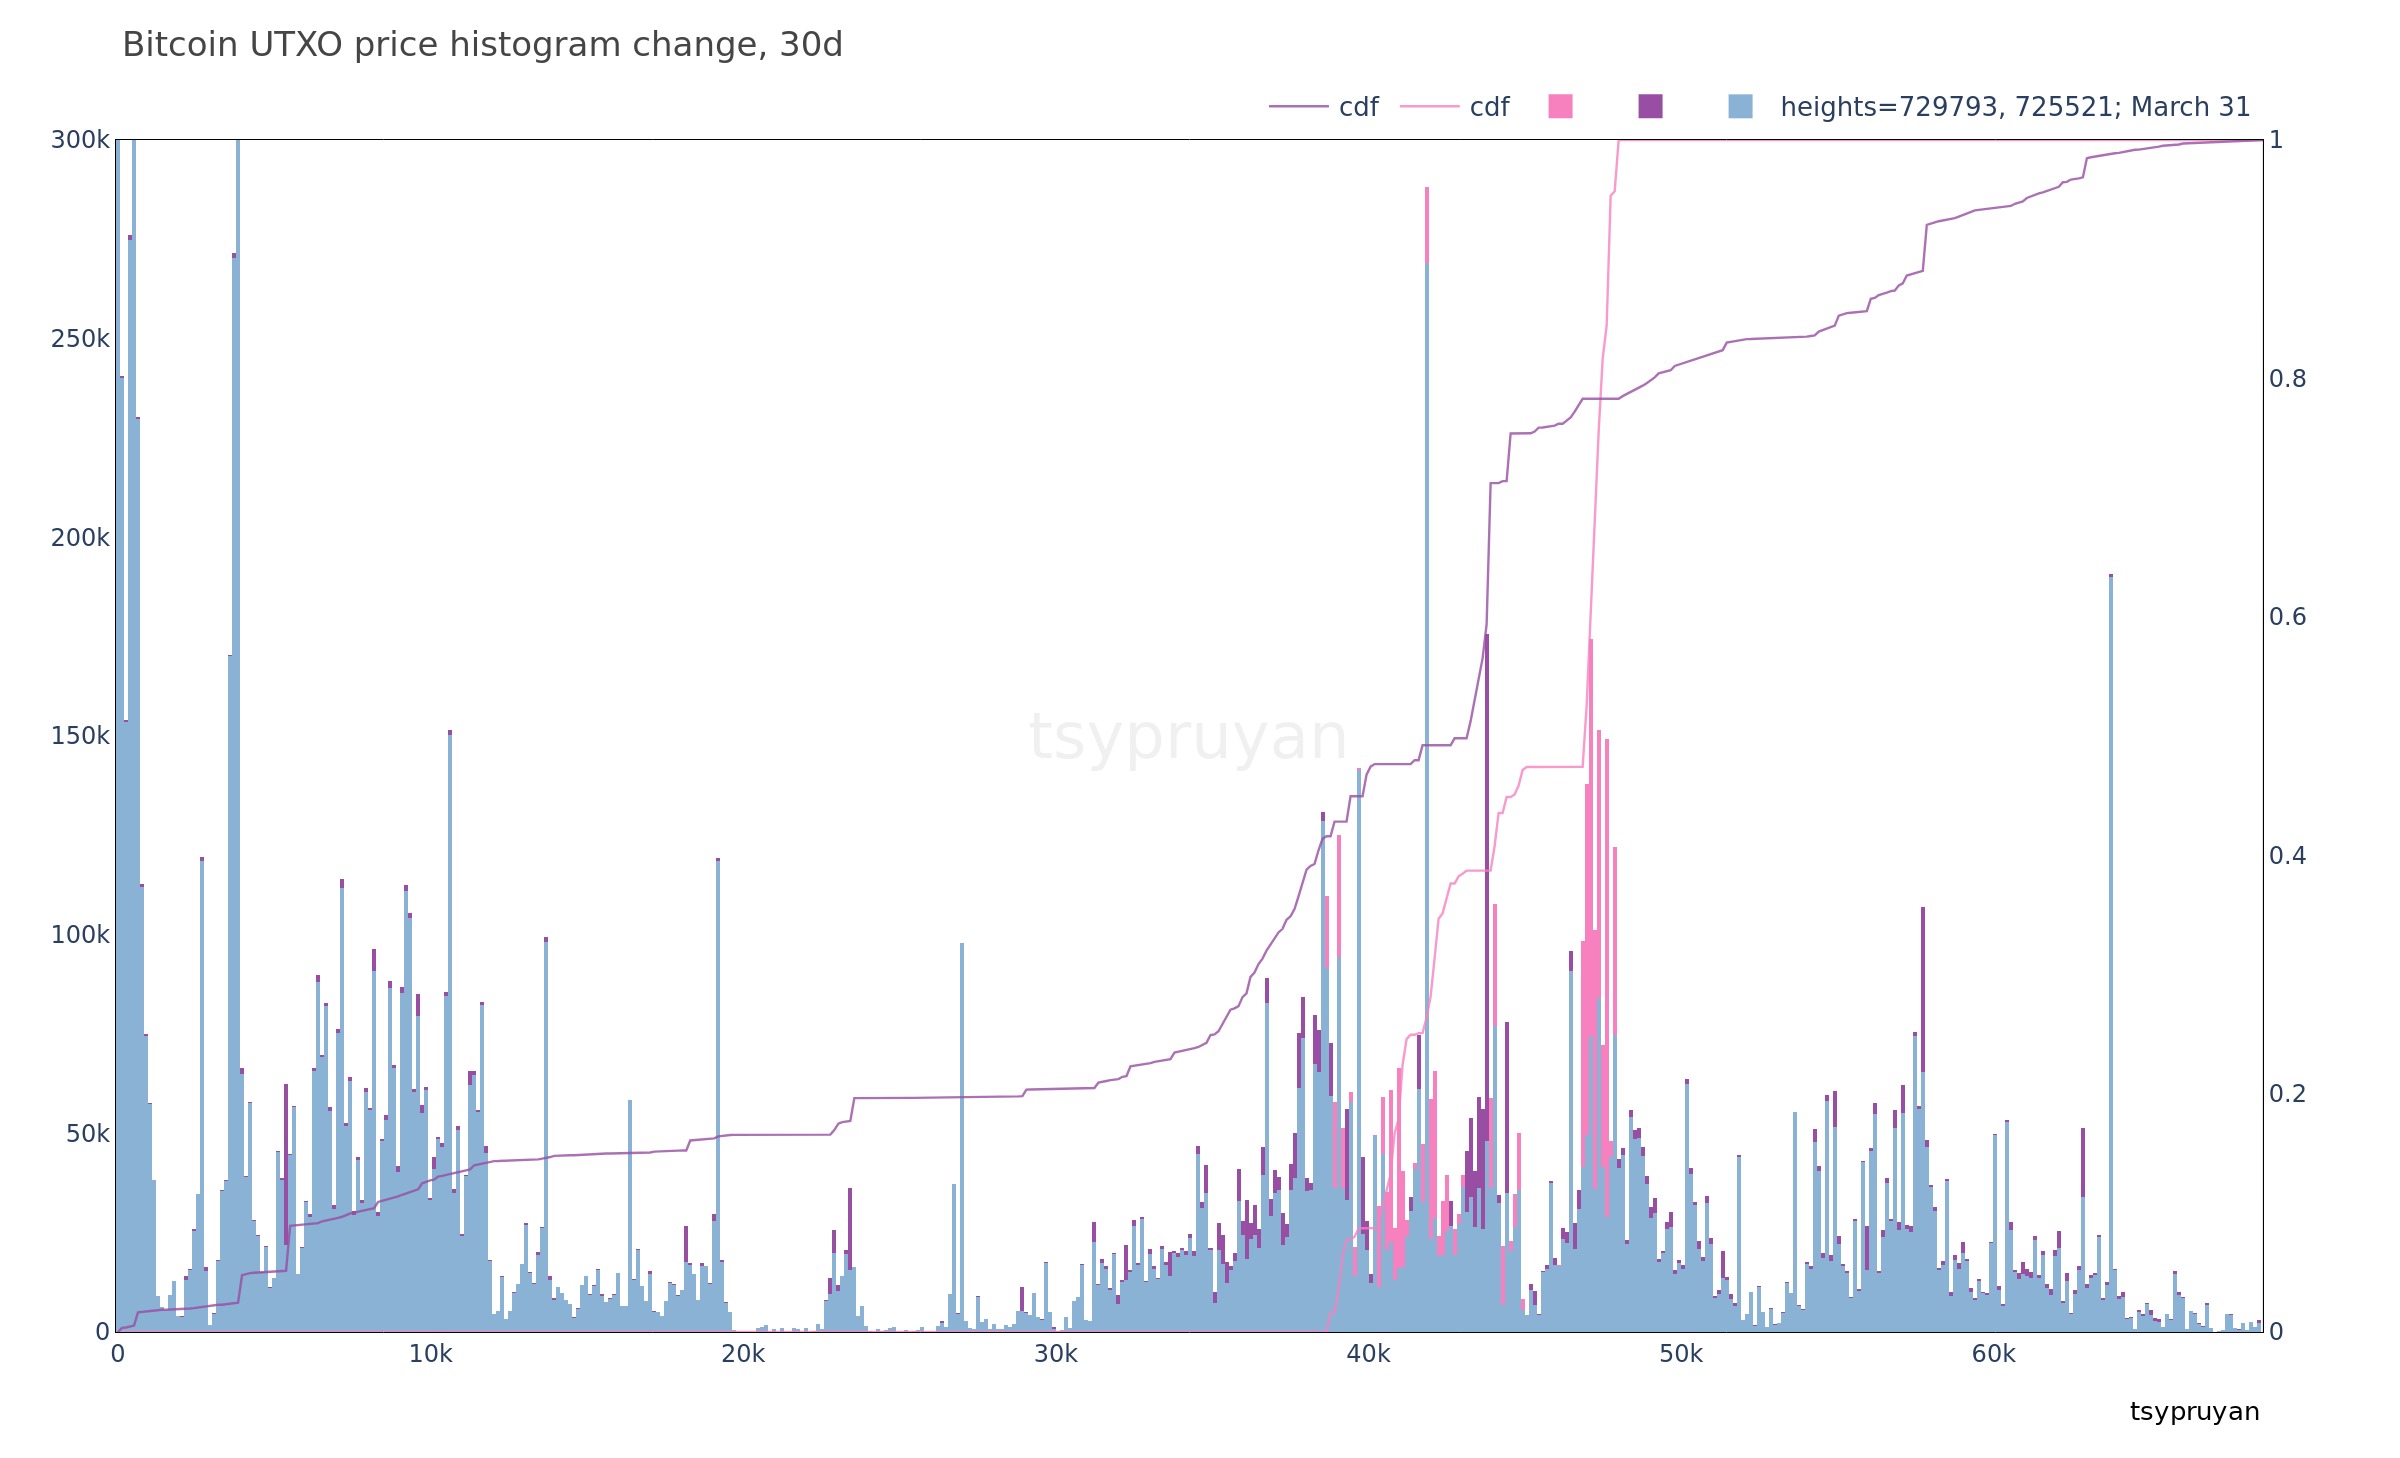 Bitcoin UTXO price histogram change, 30d
cdf cdf heights=729793, 725521; March 31
300k 1
250k
0.8
200k
0.6
150k
tsypruyan
0.4
100k
0.2
50k
0 0
0 10k 20k 30k 40k 50k 60k
tsypruyan